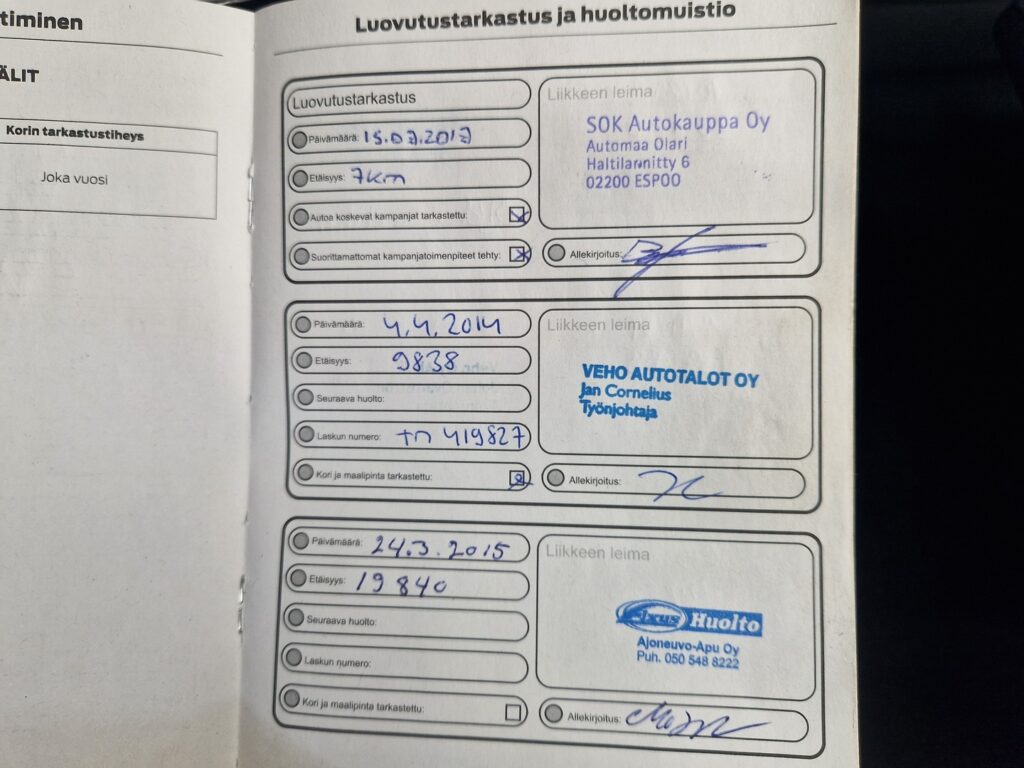 timinen
ÄLIT
Korin tarkastustiheys
Joka vuosi
Luovutustarkastus ja huoltomuistio
Luovutustarkastus
Päivämäärä: 15.07.2013
Etäisyys: 7km
Autoa koskevat kampanjat tarkastettu:
Suorittamattomat kampanjatoimenpiteet tehty:
Liikkeen leima
SOK Autokauppa Oy
Automaa Olari
Haltilanniitty 6
02200 ESPOO
Allekirjoitus:
Päivämäärä: 4.4.2014
Etäisyys: 9838
Seuraava huolto:
Laskun numero: tn 419827
Kori ja maalipinta tarkastettu:
Liikkeen leima
VEHO AUTOTALOT OY
Jan Cornelius
Työnjohtaja
Allekirjoitus:
Päivämäärä: 24.3.2015
Etäisyys: 19840
Seuraava huolto:
Laskun numero:
Kori ja maalipinta tarkastettu:
Liikkeen leima
Fixus Huolto
Ajoneuvo-Apu Oy
Puh. 050 548 8222
Allekirjoitus: